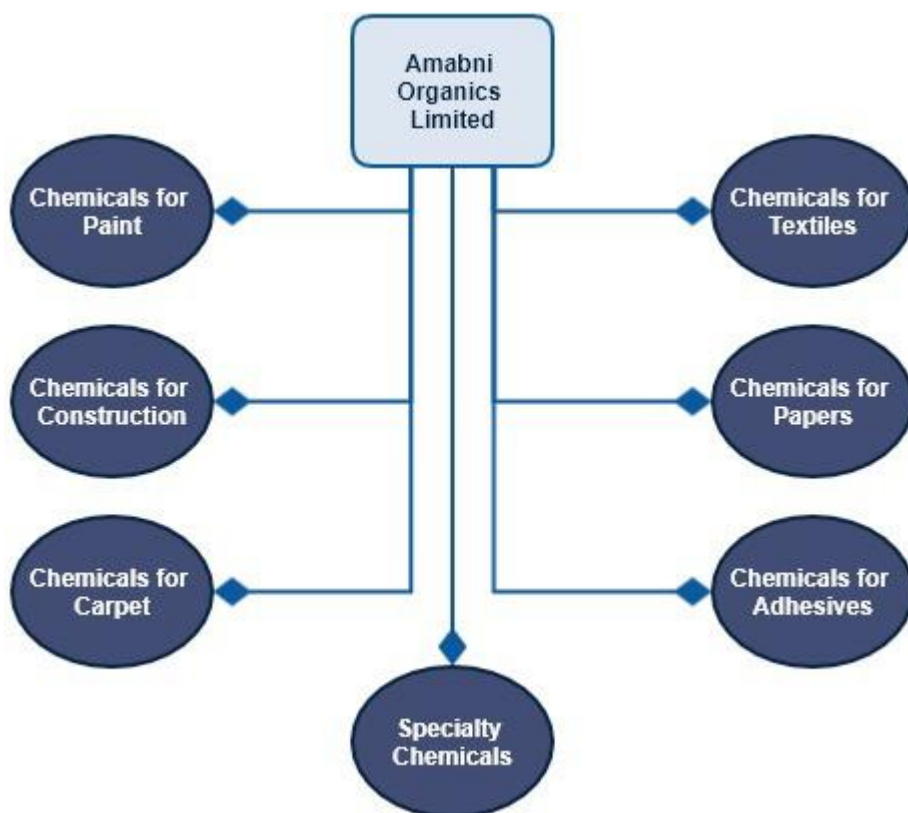 Amabni
Organics
Limited
Chemicals for
Paint
Chemicals for
Textiles
Chemicals for
Construction
Chemicals for
Papers
Chemicals for
Carpet
Chemicals for
Adhesives
Specialty
Chemicals